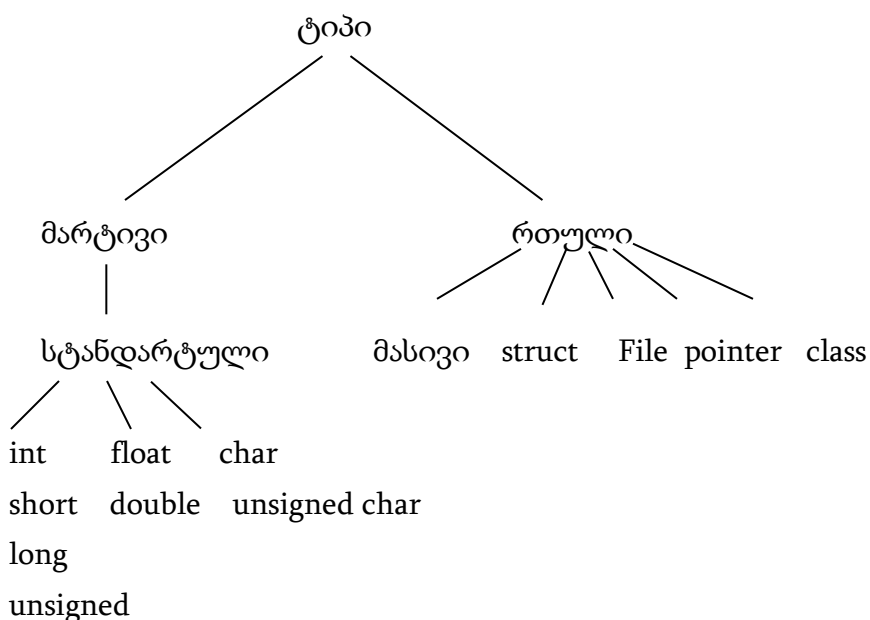 ტიპი
მარტივი რთული
სტანდარტული მასივი struct File pointer class
int float char
short double unsigned char
long
unsigned